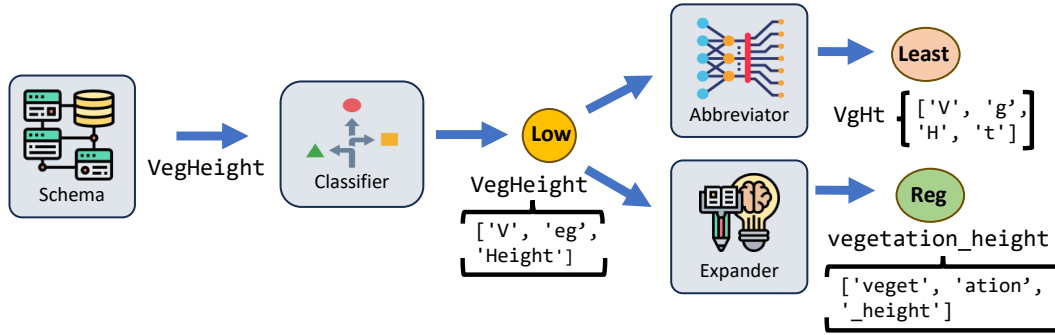 Schema
VegHeight
Classifier
Low
VegHeight
['V', 'eg’,
'Height']
Abbreviator
Least
VgHt
['V', 'g’,
'H', 't']
Expander
Reg
vegetation_height
['veget', 'ation’,
'_height']